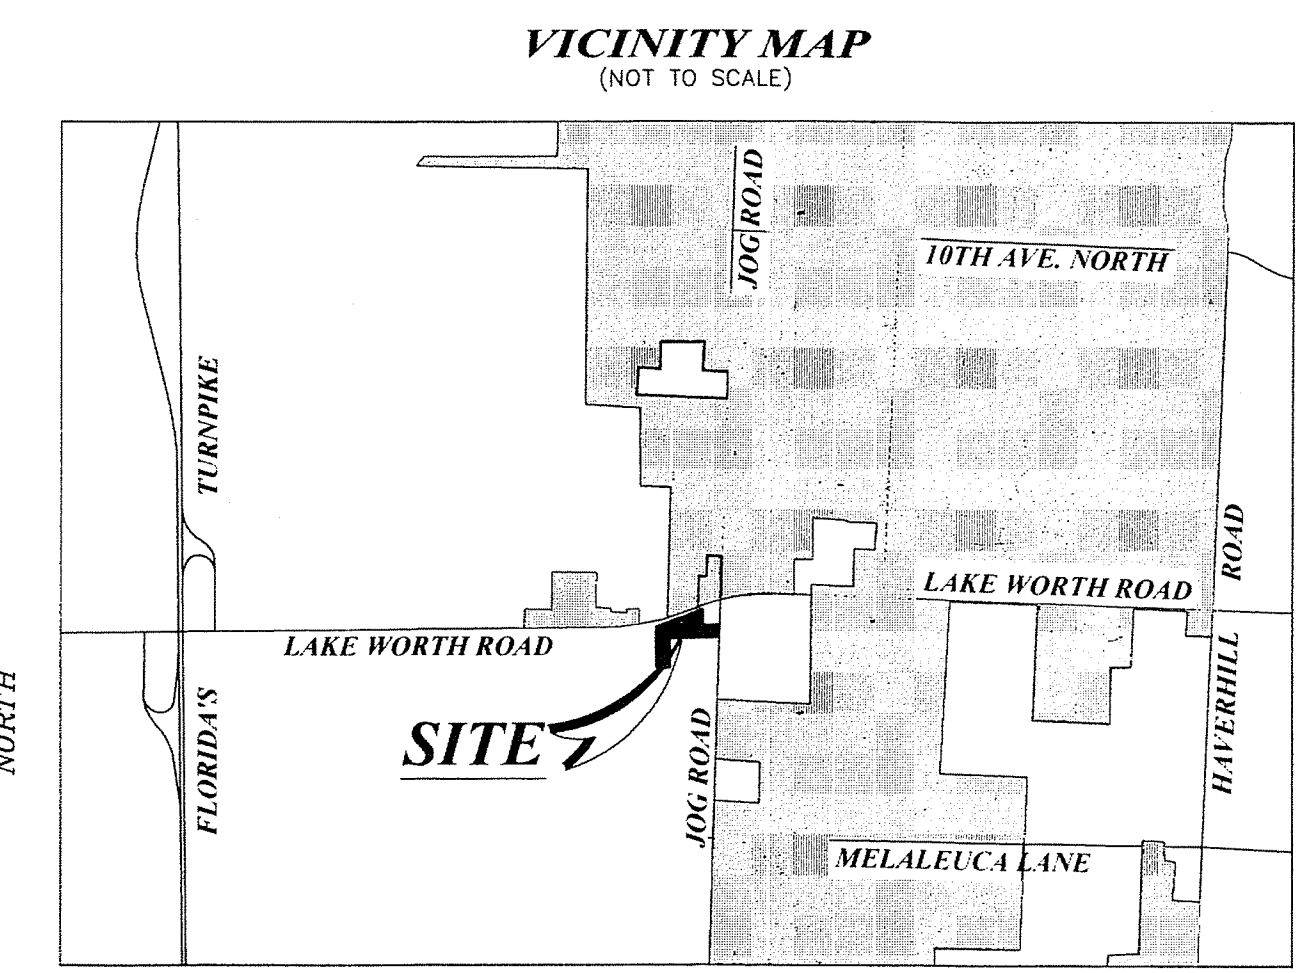 VICINITY MAP
(NOT TO SCALE)
JOG ROAD
10TH AVE. NORTH
FLORIDA'S TURNPIKE
LAKE WORTH ROAD
LAKE WORTH ROAD
HAVERHILL ROAD
NORTH
SITE
JOG ROAD
MELALEUCA LANE